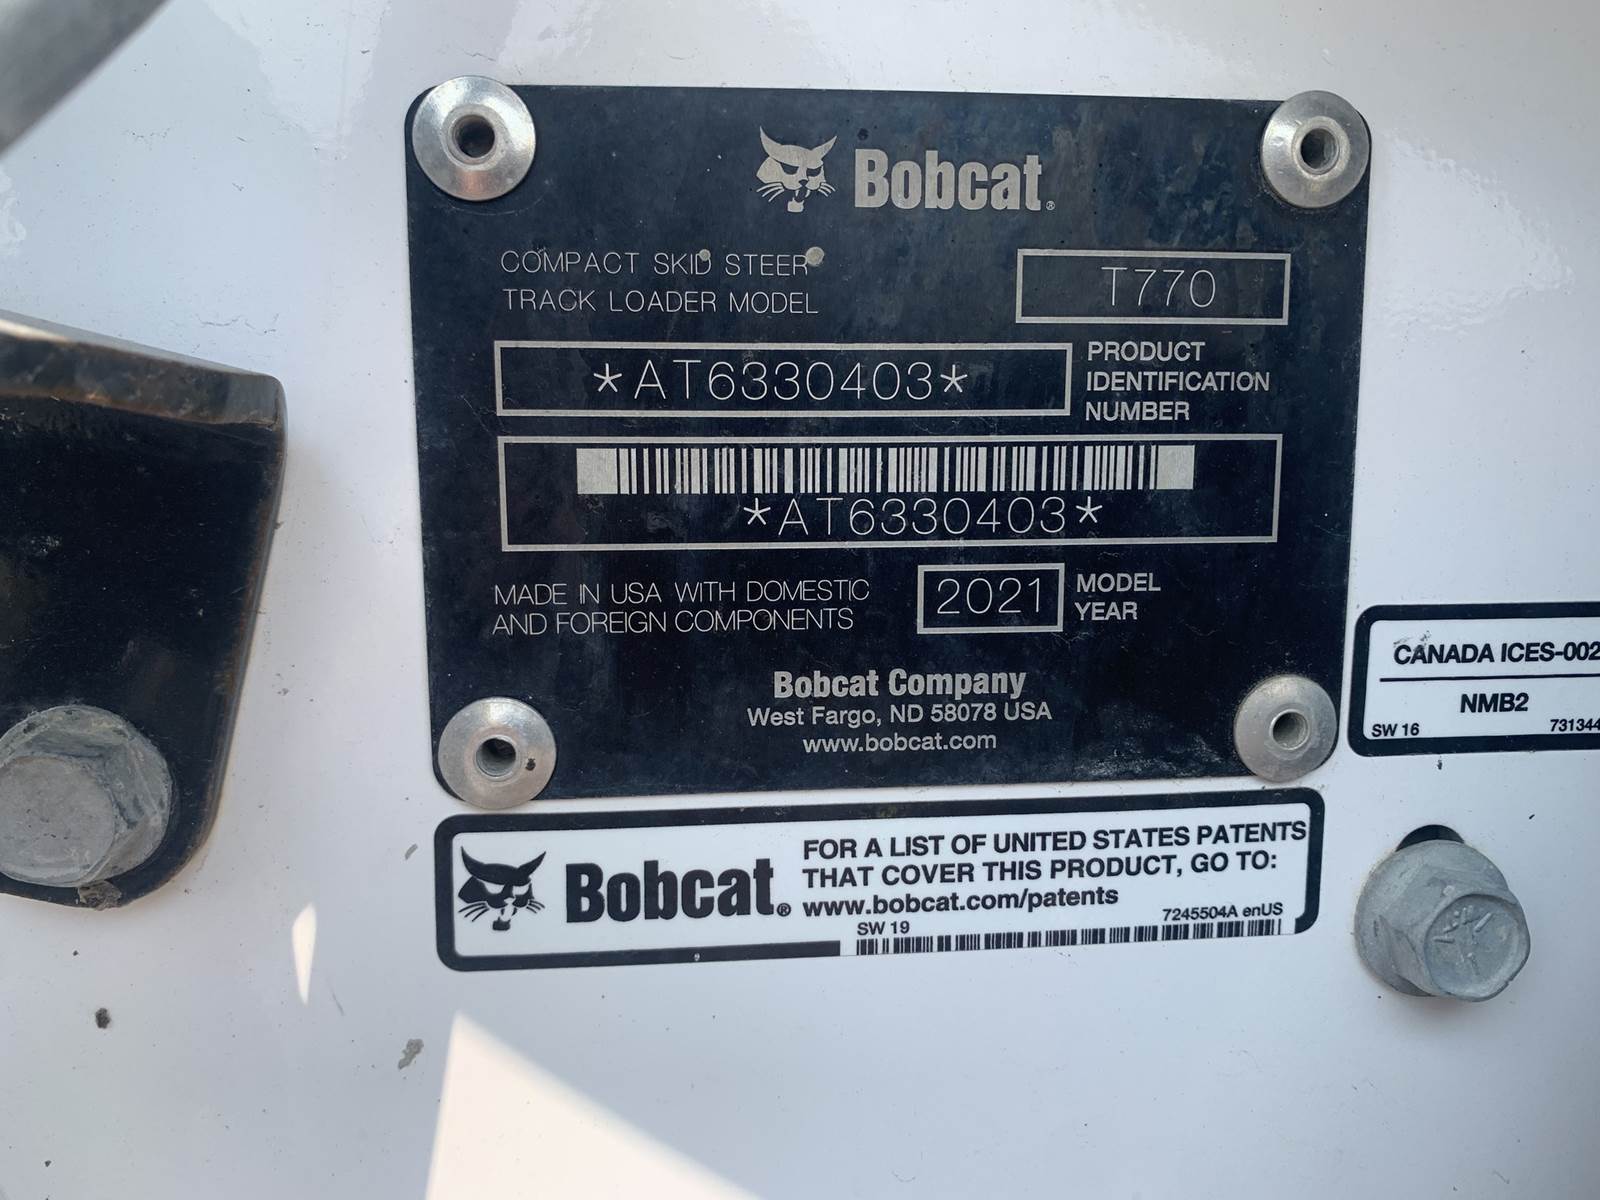 Bobcat®
COMPACT SKID STEER
TRACK LOADER MODEL
T770
*AT6330403*
PRODUCT
IDENTIFICATION
NUMBER
*AT6330403*
MADE IN USA WITH DOMESTIC
AND FOREIGN COMPONENTS
2021
MODEL
YEAR
Bobcat Company
West Fargo, ND 58078 USA
www.bobcat.com
CANADA ICES-002
NMB2
SW 16
731344
Bobcat®
FOR A LIST OF UNITED STATES PATENTS
THAT COVER THIS PRODUCT, GO TO:
www.bobcat.com/patents
SW 19
7245504A enUS